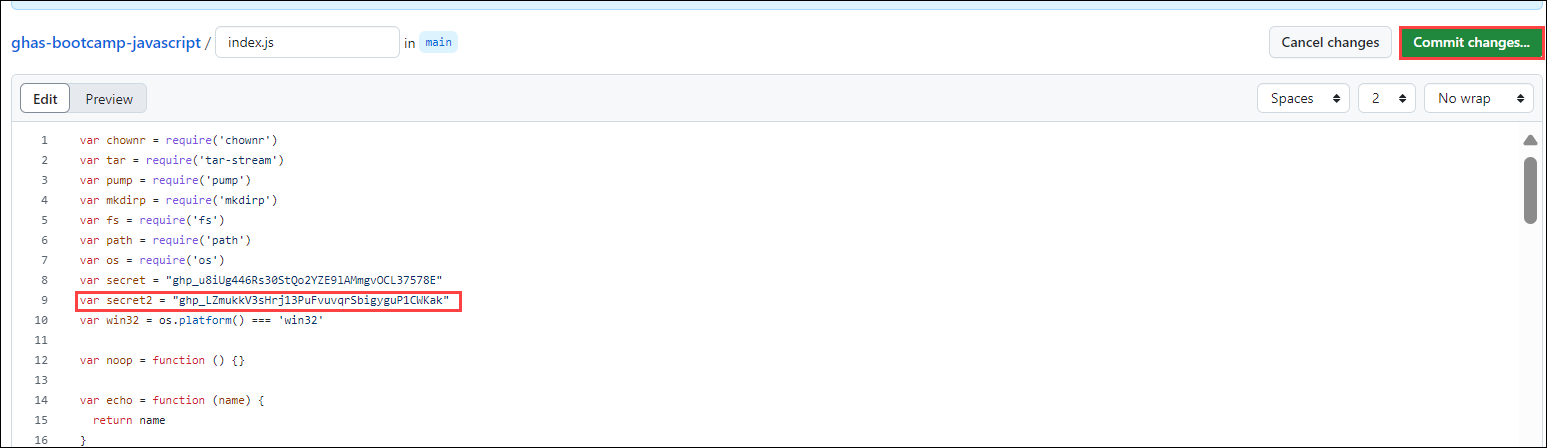 ghas-bootcamp-javascript / index.js in main Cancel changes Commit changes...
Edit Preview Spaces 2 No wrap
1 var chownr = require('chownr')
2 var tar = require('tar-stream')
3 var pump = require('pump')
4 var mkdirp = require('mkdirp')
5 var fs = require('fs')
6 var path = require('path')
7 var os = require('os')
8 var secret = "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"
9 var secret2 = "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"
10 var win32 = os.platform() === 'win32'
11
12 var noop = function () {}
13
14 var echo = function (name) {
15 return name
16 }